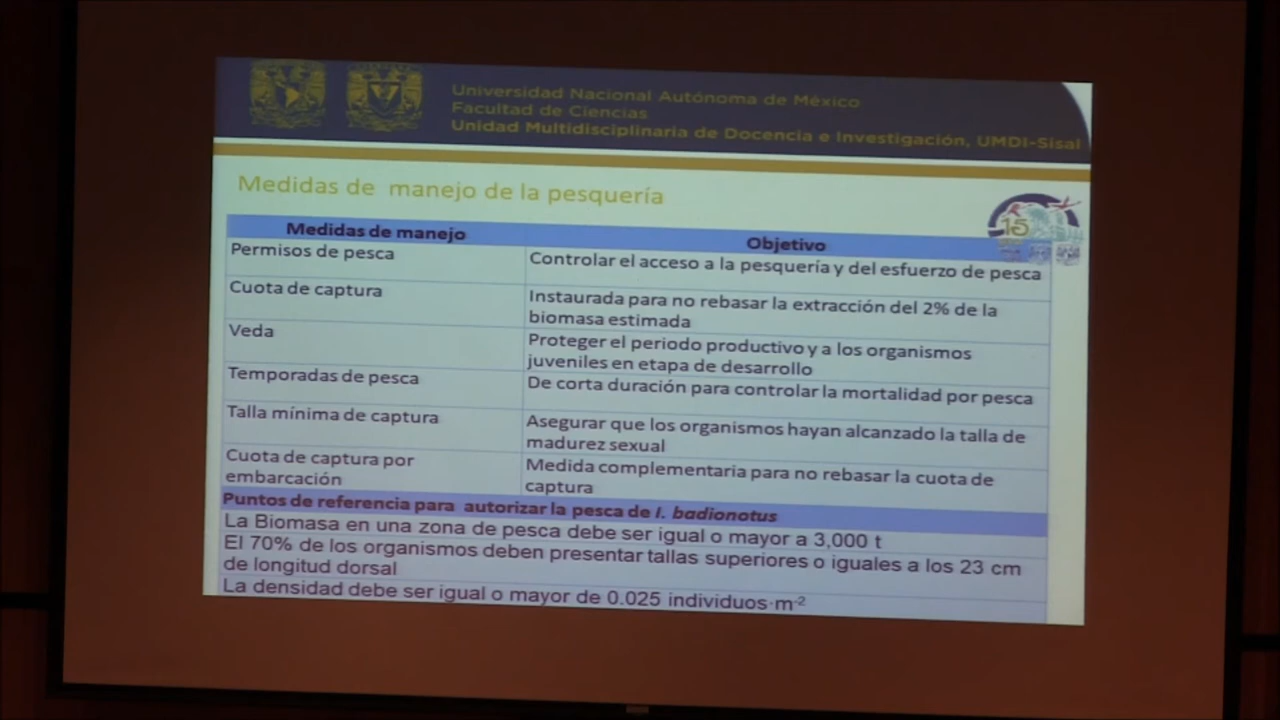 Universidad Nacional Autónoma de México
Facultad de Ciencias
Unidad Multidisciplinaria de Docencia e Investigación, UMDI-Sisal
Medidas de manejo de la pesquería
15
Medidas de manejo
Objetivo
Permisos de pesca
Controlar el acceso a la pesquería y del esfuerzo de pesca
Cuota de captura
Instaurada para no rebasar la extracción del 2% de la
biomasa estimada
Veda
Proteger el periodo productivo y a los organismos
juveniles en etapa de desarrollo
Temporadas de pesca
De corta duración para controlar la mortalidad por pesca
Talla mínima de captura
Asegurar que los organismos hayan alcanzado la talla de
madurez sexual
Cuota de captura por
embarcación
Medida complementaria para no rebasar la cuota de
captura
Puntos de referencia para autorizar la pesca de I. badionotus
La Biomasa en una zona de pesca debe ser igual o mayor a 3,000 t
El 70% de los organismos deben presentar tallas superiores o iguales a los 23 cm
de longitud dorsal
La densidad debe ser igual o mayor de 0.025 individuos·m-2